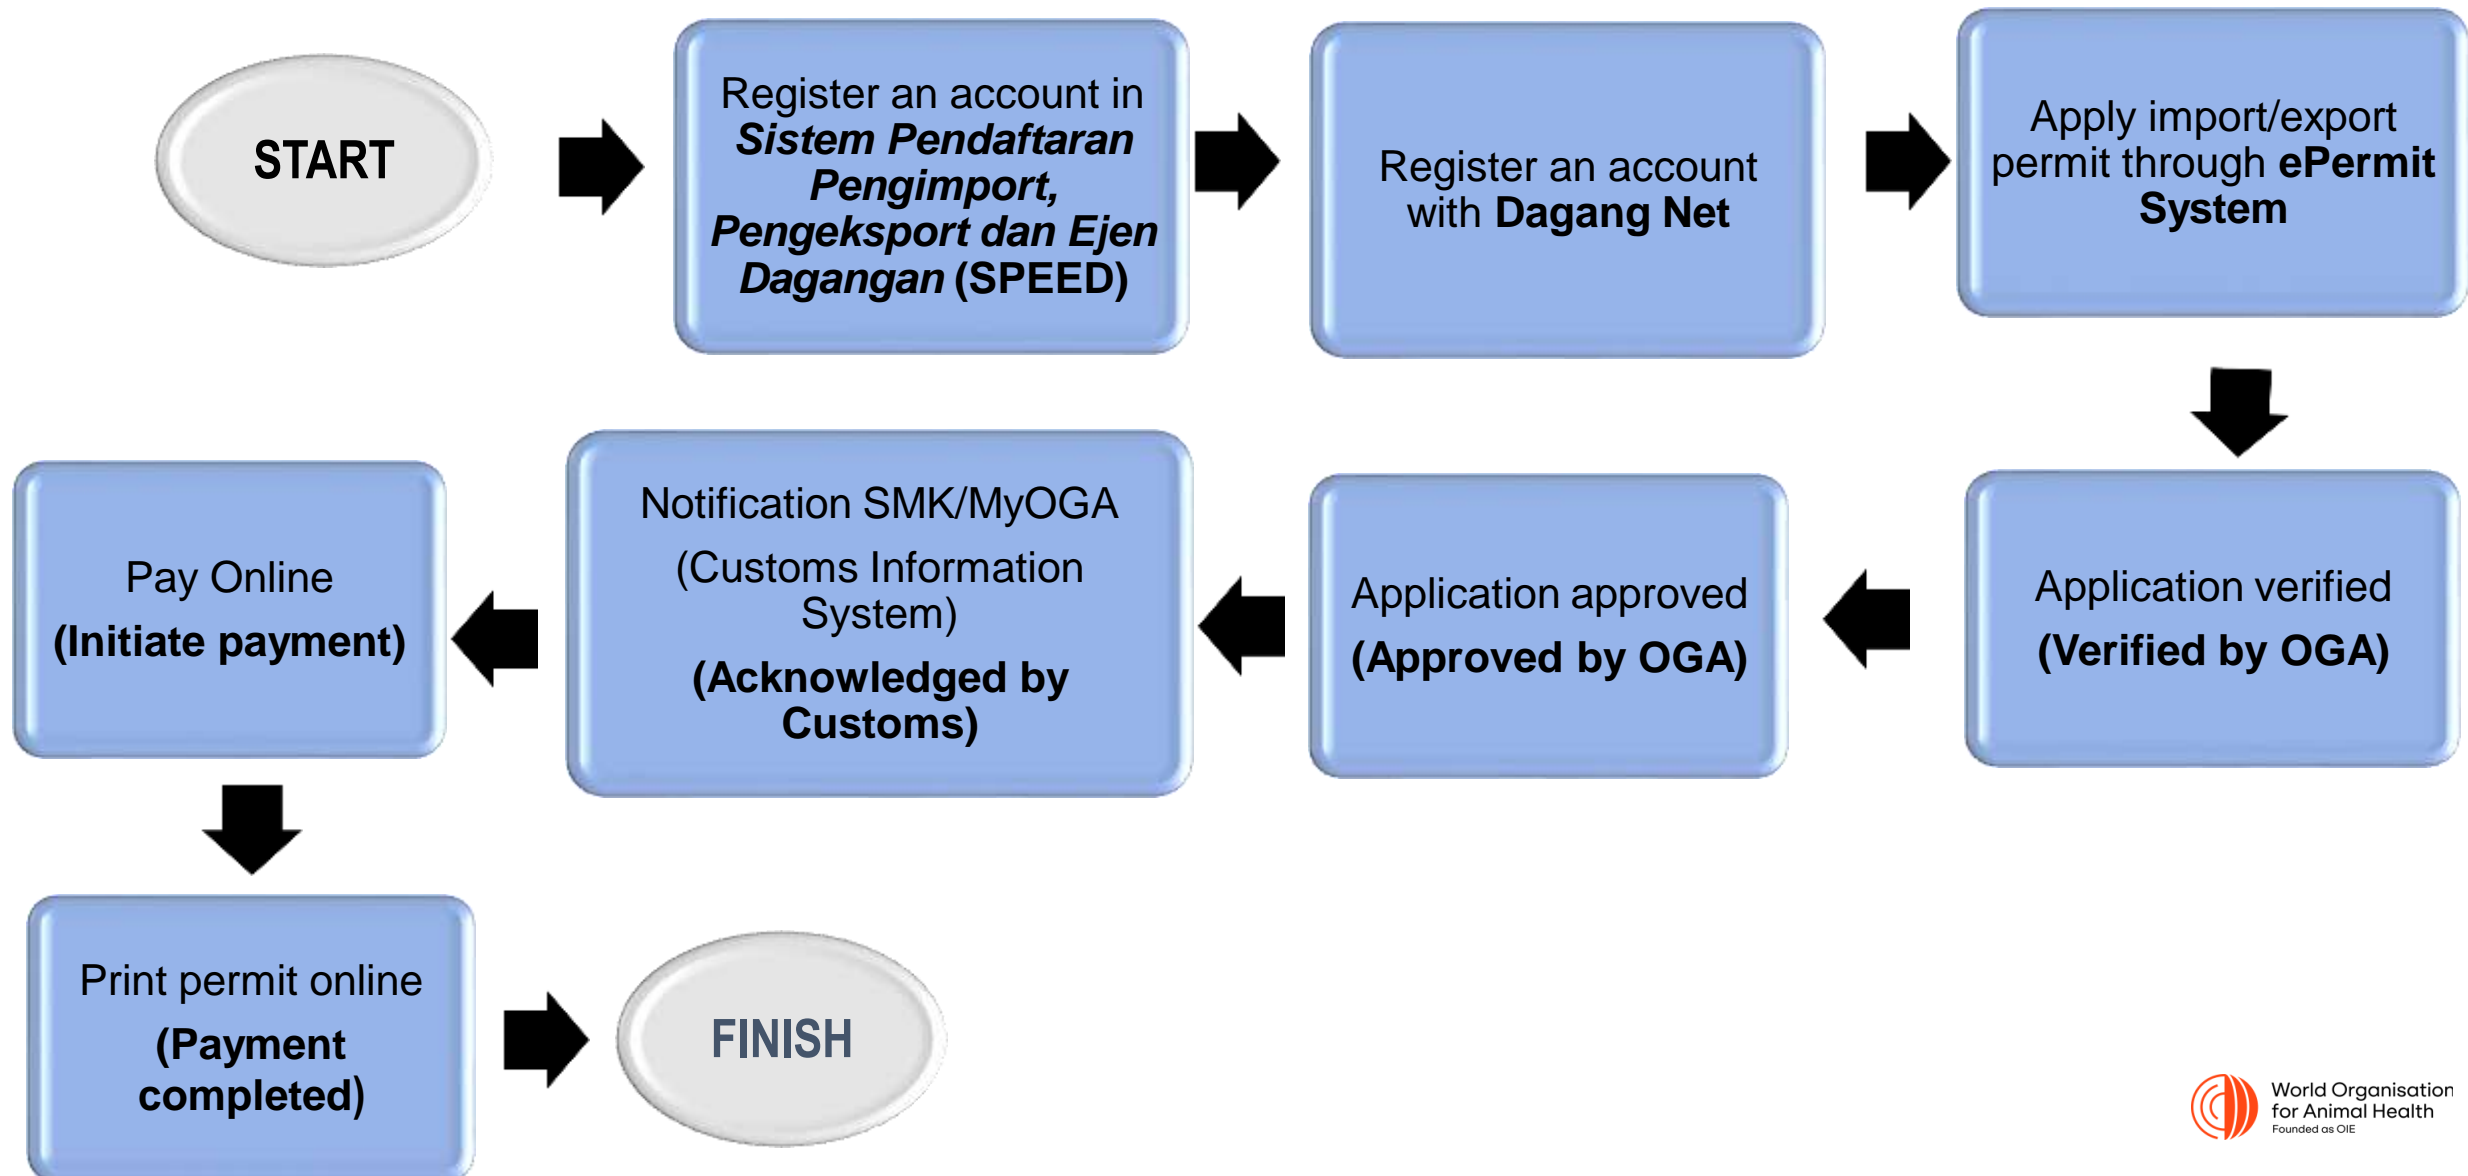 START
Register an account in
Sistem Pendaftaran
Pengimport,
Pengeksport dan Ejen
Dagangan (SPEED)
Register an account
with Dagang Net
Apply import/export
permit through ePermit
System
Application verified
(Verified by OGA)
Application approved
(Approved by OGA)
Notification SMK/MyOGA
(Customs Information
System)
(Acknowledged by
Customs)
Pay Online
(Initiate payment)
Print permit online
(Payment
completed)
FINISH
World Organisation
for Animal Health
Founded as OIE